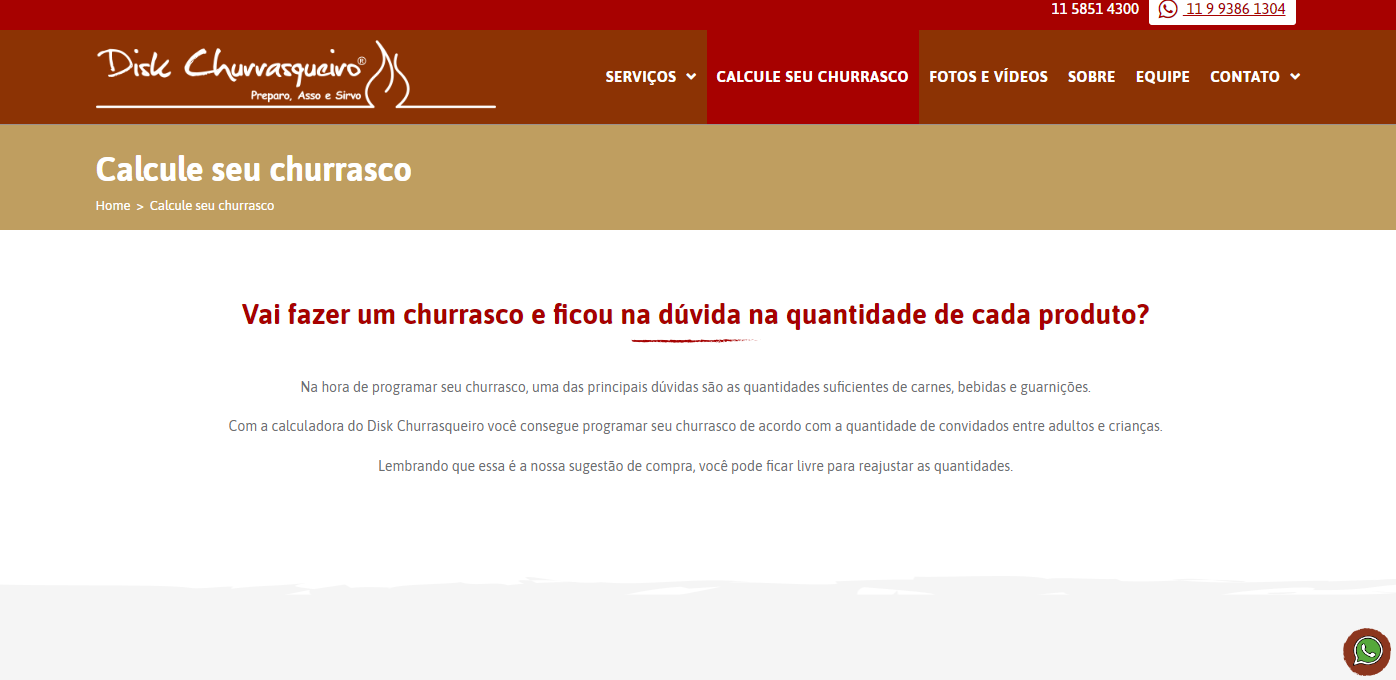 11 5851 4300 11 9 9386 1304
Disk Churrasqueiro®
Preparo, Asso e Sirvo
SERVIÇOS CALCULE SEU CHURRASCO FOTOS E VÍDEOS SOBRE EQUIPE CONTATO
Calcule seu churrasco
Home > Calcule seu churrasco
Vai fazer um churrasco e ficou na dúvida na quantidade de cada produto?
Na hora de programar seu churrasco, uma das principais dúvidas são as quantidades suficientes de carnes, bebidas e guarnições.
Com a calculadora do Disk Churrasqueiro você consegue programar seu churrasco de acordo com a quantidade de convidados entre adultos e crianças.
Lembrando que essa é a nossa sugestão de compra, você pode ficar livre para reajustar as quantidades.